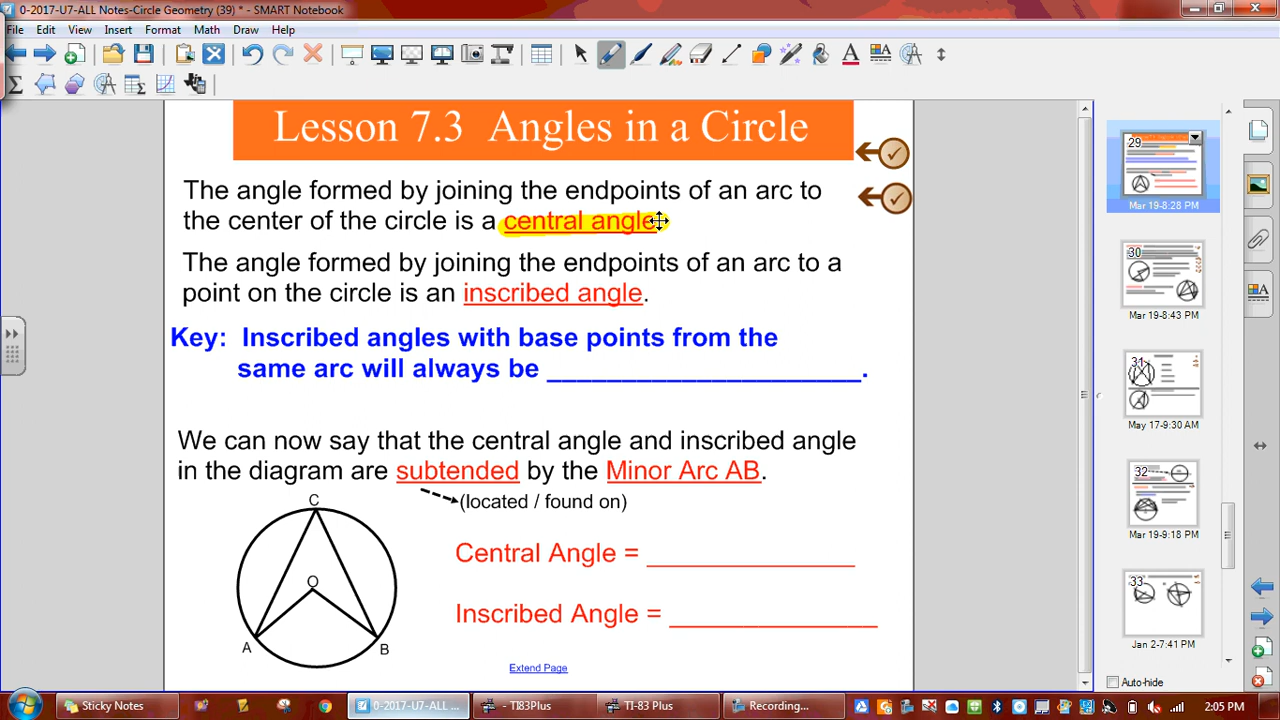 0-2017-U7-ALL Notes-Circle Geometry (39) * - SMART Notebook
File Edit View Insert Format Math Draw Help
Lesson 7.3 Angles in a Circle
The angle formed by joining the endpoints of an arc to
the center of the circle is a central angle
The angle formed by joining the endpoints of an arc to a
point on the circle is an inscribed angle.
Key: Inscribed angles with base points from the
same arc will always be _____________________.
We can now say that the central angle and inscribed angle
in the diagram are subtended by the Minor Arc AB.
(located / found on)
C
O
A
B
Central Angle = ______________
Inscribed Angle = ______________
Extend Page
29
Mar 19-8:28 PM
30
Mar 19-8:43 PM
31
May 17-9:30 AM
32
Mar 19-9:18 PM
33
Jan 2-7:41 PM
Auto-hide
Sticky Notes
0-2017-U7-ALL ...
- TI83Plus
TI-83 Plus
Recording...
2:05 PM